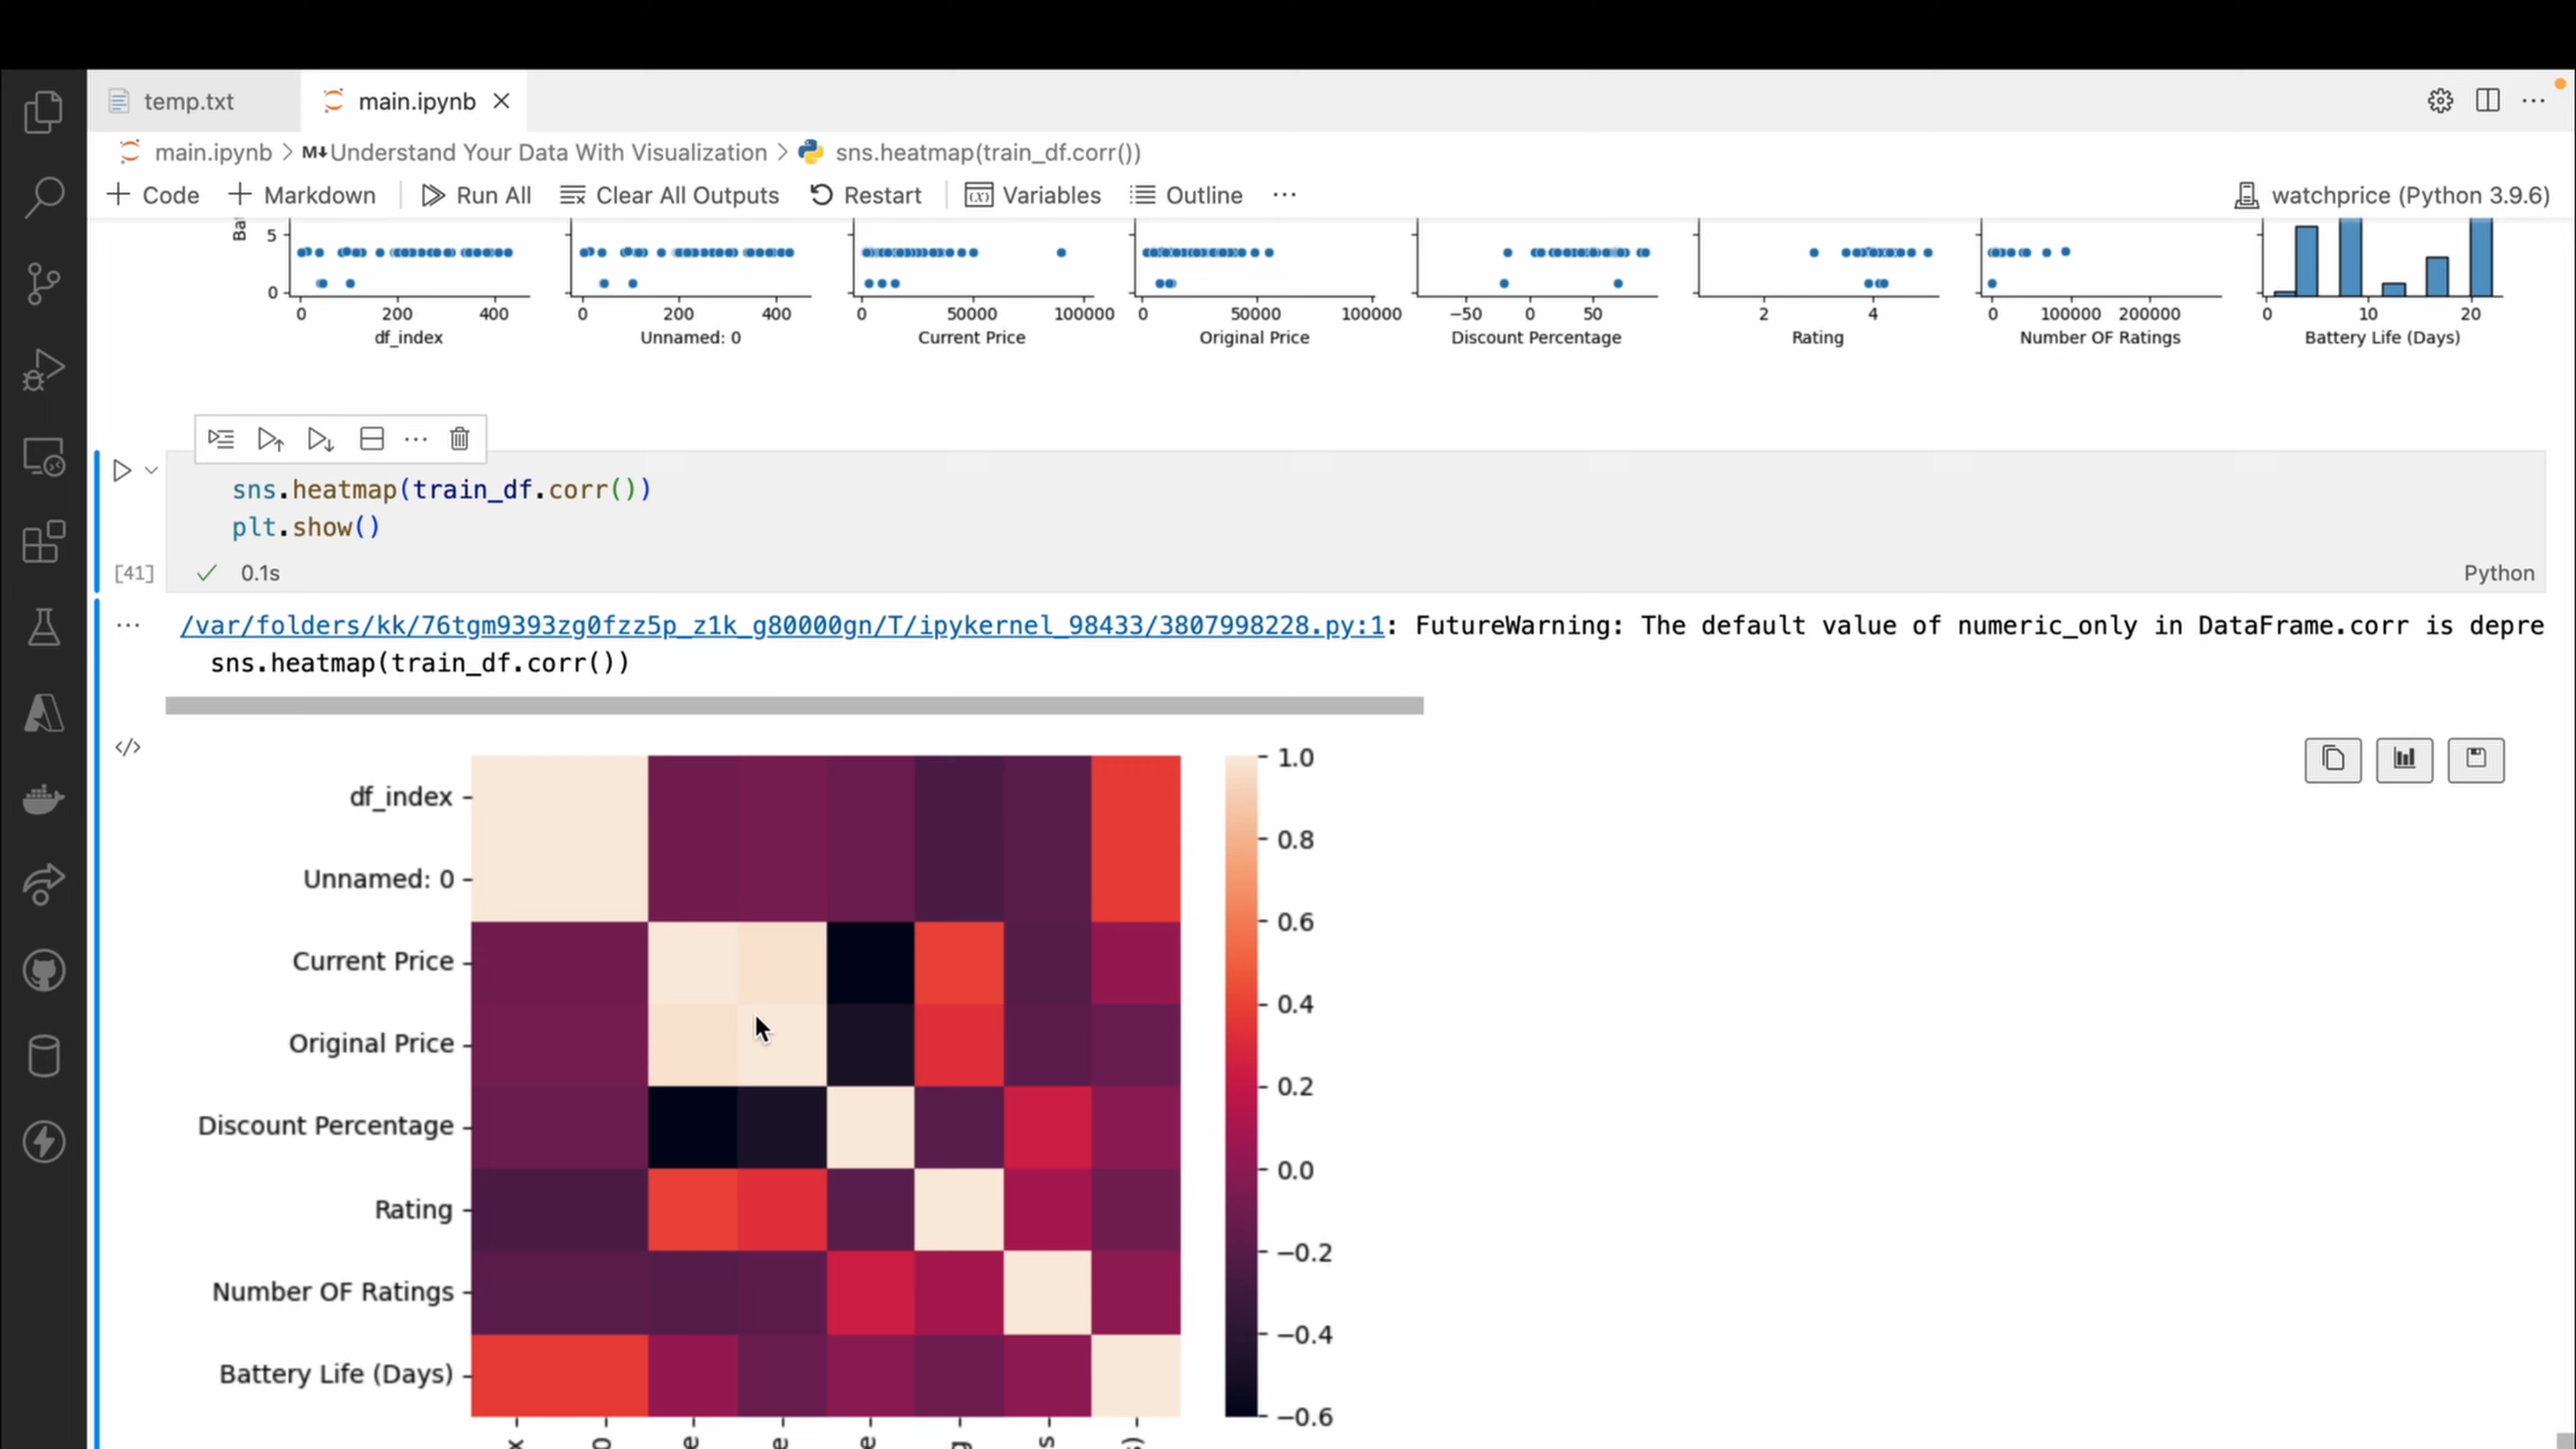 temp.txt main.ipynb
main.ipynb > M↓Understand Your Data With Visualization > sns.heatmap(train_df.corr())
+ Code + Markdown Run All Clear All Outputs Restart Variables Outline ... watchprice (Python 3.9.6)
5
0
0 200 400 0 200 400 0 50000 100000 0 50000 100000 −50 0 50 2 4 0 100000 200000 0 10 20
df_index Unnamed: 0 Current Price Original Price Discount Percentage Rating Number OF Ratings Battery Life (Days)
sns.heatmap(train_df.corr())
plt.show()
[41] 0.1s Python
/var/folders/kk/76tgm9393zg0fzz5p_z1k_g80000gn/T/ipykernel_98433/3807998228.py:1: FutureWarning: The default value of numeric_only in DataFrame.corr is depre
sns.heatmap(train_df.corr())
1.0
df_index
0.8
Unnamed: 0
0.6
Current Price
0.4
Original Price
0.2
Discount Percentage
0.0
Rating
−0.2
Number OF Ratings
−0.4
Battery Life (Days)
−0.6